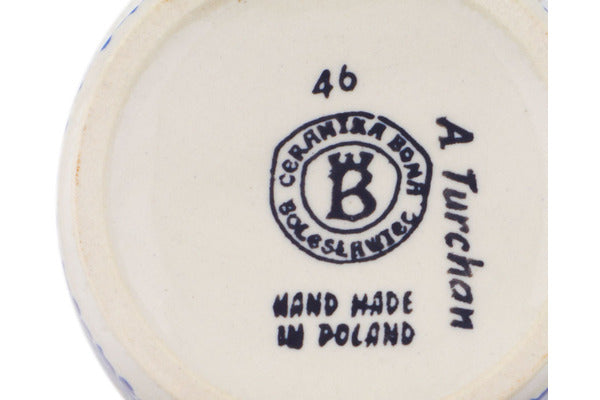 46
CERAMIKA BONA
B
BOLESŁAWIEC
HAND MADE
IN POLAND
A Turchan